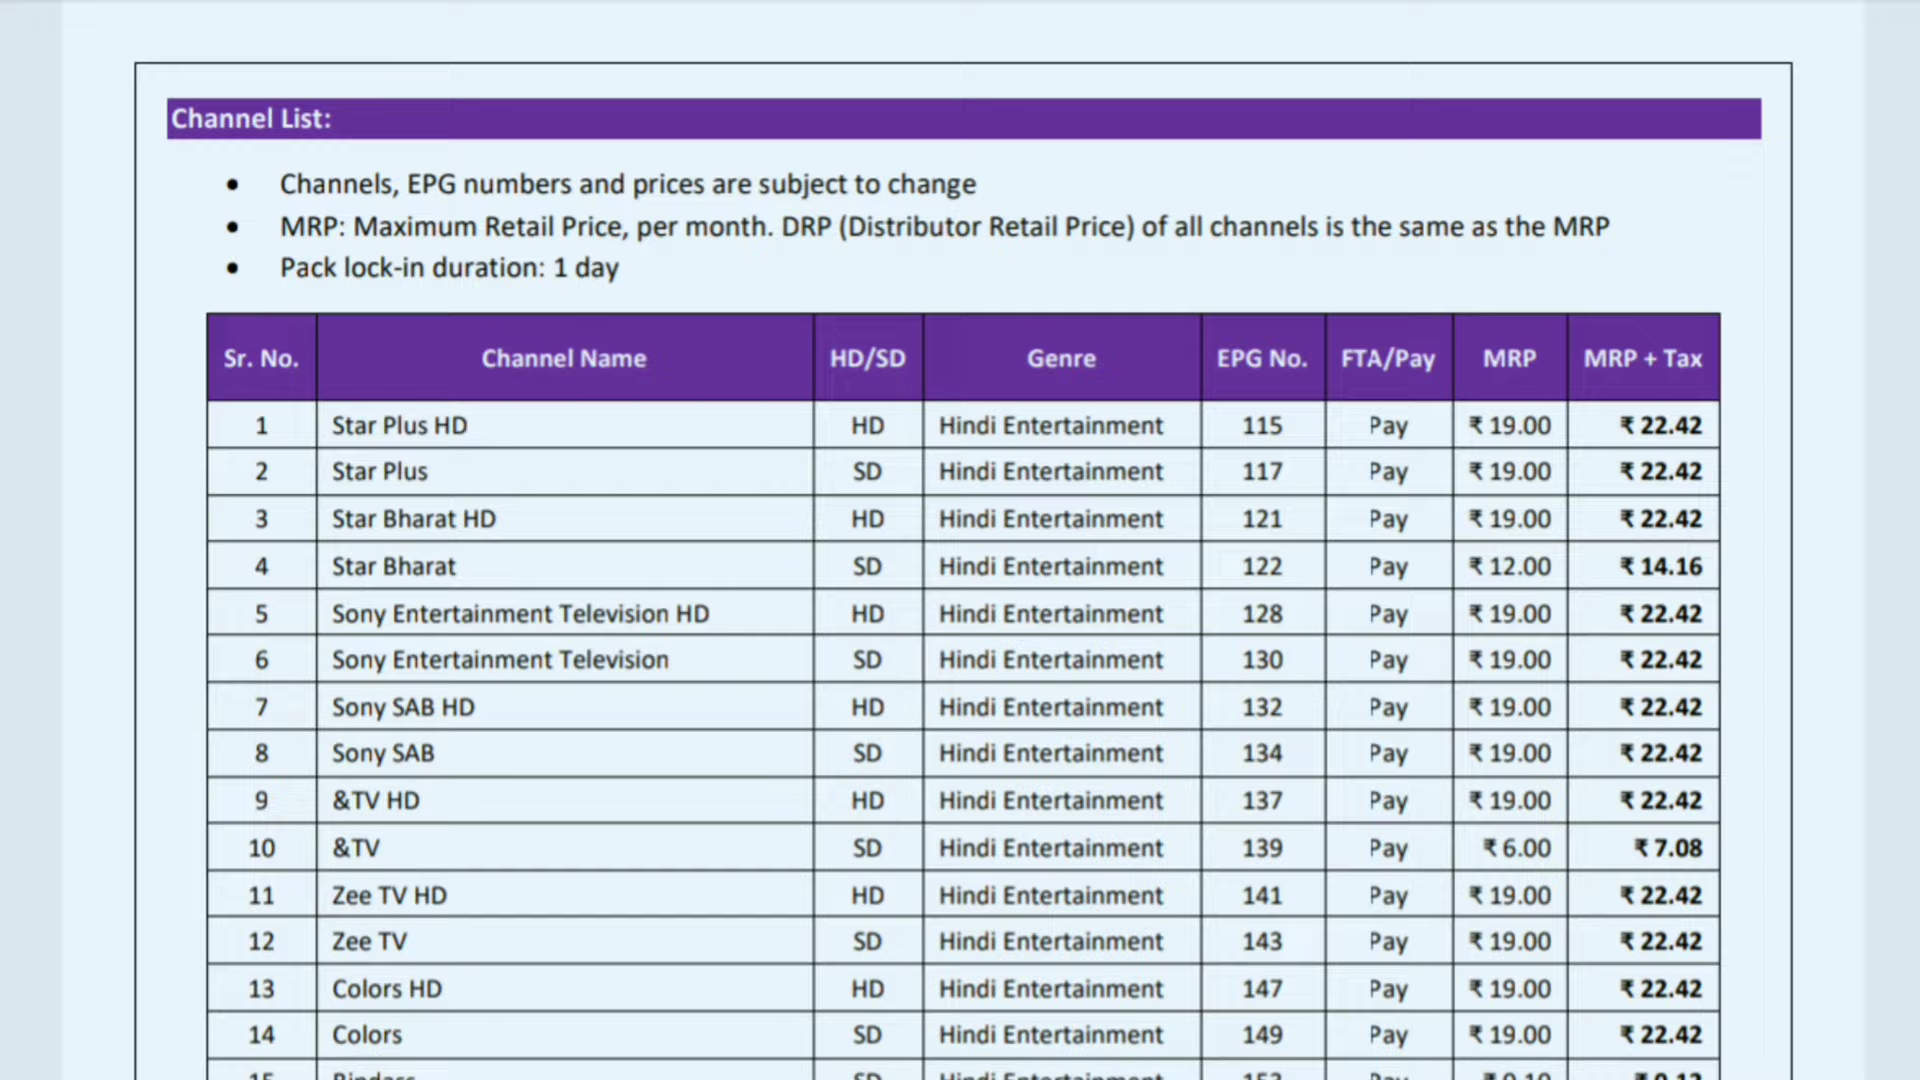 Channel List:
• Channels, EPG numbers and prices are subject to change
• MRP: Maximum Retail Price, per month. DRP (Distributor Retail Price) of all channels is the same as the MRP
• Pack lock-in duration: 1 day
Sr. No. Channel Name HD/SD Genre EPG No. FTA/Pay MRP MRP + Tax
1 Star Plus HD HD Hindi Entertainment 115 Pay ₹ 19.00 ₹ 22.42
2 Star Plus SD Hindi Entertainment 117 Pay ₹ 19.00 ₹ 22.42
3 Star Bharat HD HD Hindi Entertainment 121 Pay ₹ 19.00 ₹ 22.42
4 Star Bharat SD Hindi Entertainment 122 Pay ₹ 12.00 ₹ 14.16
5 Sony Entertainment Television HD HD Hindi Entertainment 128 Pay ₹ 19.00 ₹ 22.42
6 Sony Entertainment Television SD Hindi Entertainment 130 Pay ₹ 19.00 ₹ 22.42
7 Sony SAB HD HD Hindi Entertainment 132 Pay ₹ 19.00 ₹ 22.42
8 Sony SAB SD Hindi Entertainment 134 Pay ₹ 19.00 ₹ 22.42
9 &TV HD HD Hindi Entertainment 137 Pay ₹ 19.00 ₹ 22.42
10 &TV SD Hindi Entertainment 139 Pay ₹ 6.00 ₹ 7.08
11 Zee TV HD HD Hindi Entertainment 141 Pay ₹ 19.00 ₹ 22.42
12 Zee TV SD Hindi Entertainment 143 Pay ₹ 19.00 ₹ 22.42
13 Colors HD HD Hindi Entertainment 147 Pay ₹ 19.00 ₹ 22.42
14 Colors SD Hindi Entertainment 149 Pay ₹ 19.00 ₹ 22.42